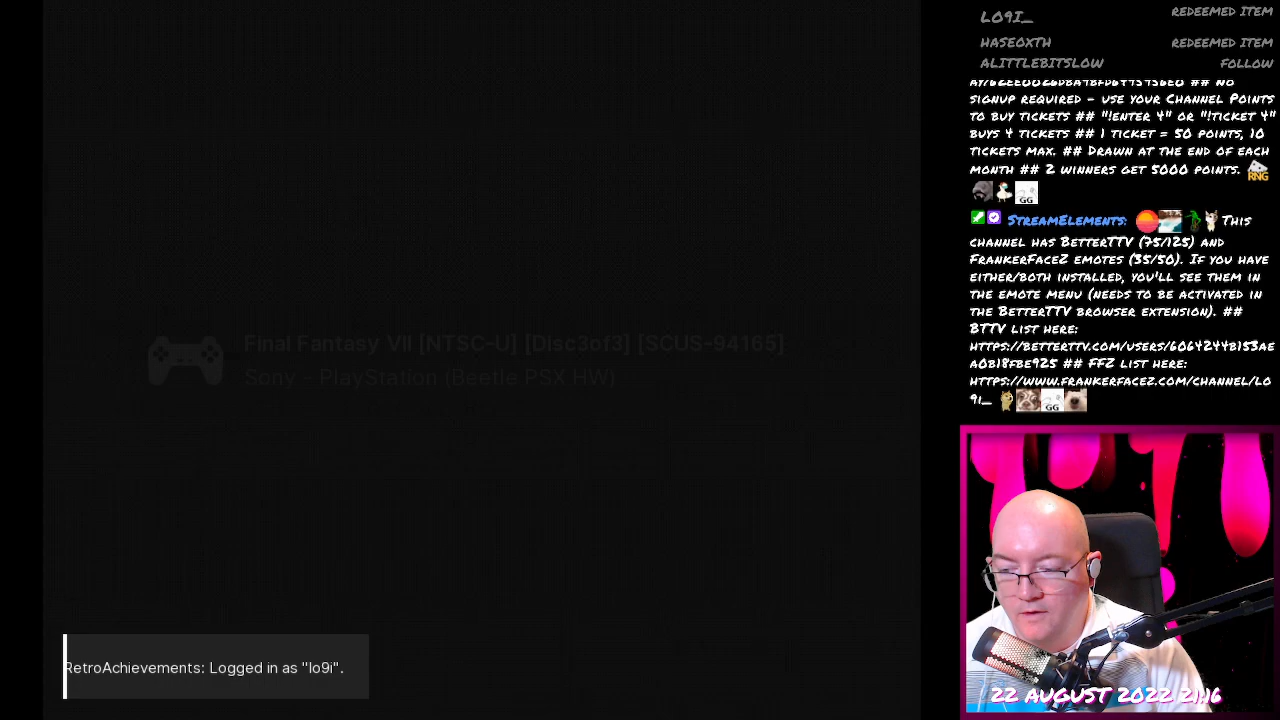 LO9I_ REDEEMED ITEM
HASEOXTH REDEEMED ITEM
ALITTLEBITSLOW FOLLOW
SIGNUP REQUIRED - USE YOUR CHANNEL POINTS
TO BUY TICKETS ## "!ENTER 4" OR "!TICKET 4"
BUYS 4 TICKETS ## 1 TICKET = 50 POINTS, 10
TICKETS MAX. ## DRAWN AT THE END OF EACH
MONTH ## 2 WINNERS GET 5000 POINTS. RNG
GG
STREAMELEMENTS: THIS
CHANNEL HAS BETTERTTV (75/125) AND
FRANKERFACEZ EMOTES (35/50). IF YOU HAVE
EITHER/BOTH INSTALLED, YOU'LL SEE THEM IN
THE EMOTE MENU (NEEDS TO BE ACTIVATED IN
THE BETTERTTV BROWSER EXTENSION). ##
BTTV LIST HERE:
HTTPS://BETTERTTV.COM/USERS/6064244B153AE
A0B18FBE925 ## FFZ LIST HERE:
HTTPS://WWW.FRANKERFACEZ.COM/CHANNEL/LO
9I_ GG
Final Fantasy VII [NTSC-U] [Disc3of3] [SCUS-94165]
Sony - PlayStation (Beetle PSX HW)
RetroAchievements: Logged in as "lo9i".
22 AUGUST 2022 21:16